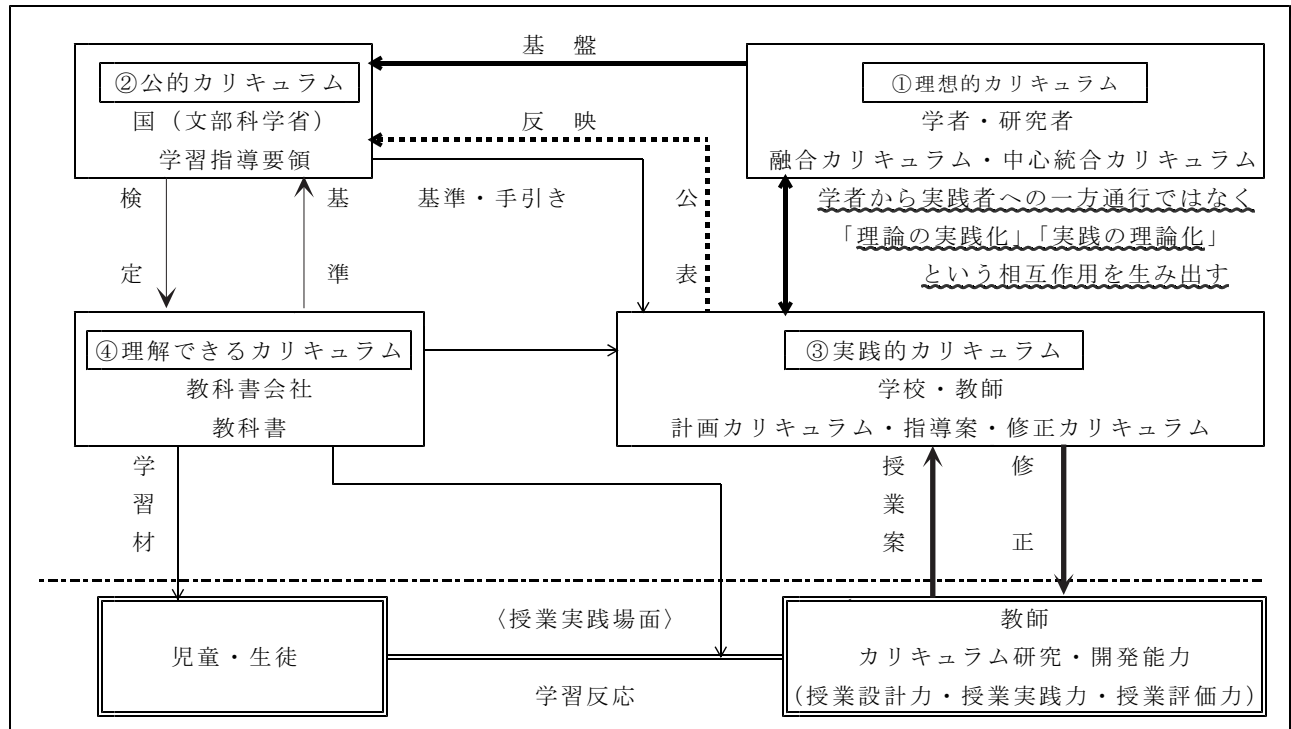 基　盤
②公的カリキュラム
国（文部科学省）
学習指導要領
①理想的カリキュラム
学者・研究者
融合カリキュラム・中心統合カリキュラム
反　映
検定
基準
基準・手引き
公表
学者から実践者への一方通行ではなく
「理論の実践化」「実践の理論化」
という相互作用を生み出す
④理解できるカリキュラム
教科書会社
教科書
③実践的カリキュラム
学校・教師
計画カリキュラム・指導案・修正カリキュラム
学習材
授業案
修正
児童・生徒
〈授業実践場面〉
学習反応
教師
カリキュラム研究・開発能力
（授業設計力・授業実践力・授業評価力）